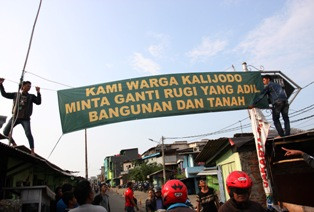 KAMI WARGA KALIJODO
MINTA GANTI RUGI YANG ADIL
BANGUNAN DAN TANAH